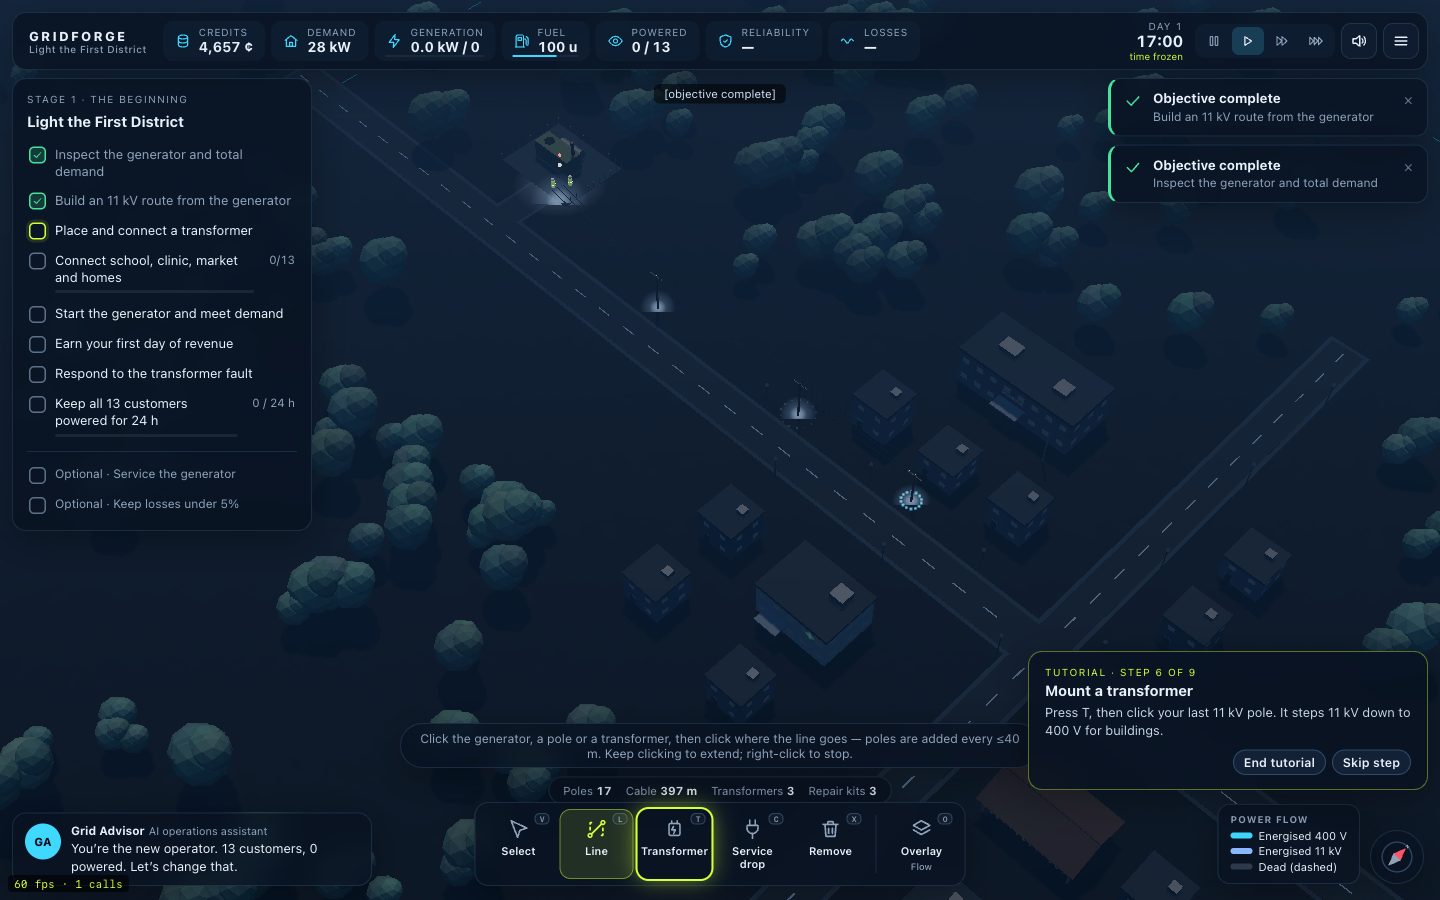 GRIDFORGE
Light the First District
CREDITS
4,657 ¢
DEMAND
28 kW
GENERATION
0.0 kW / 0
FUEL
100 u
POWERED
0 / 13
RELIABILITY
—
LOSSES
—
DAY 1
17:00
time frozen
STAGE 1 · THE BEGINNING
Light the First District
Inspect the generator and total
demand
Build an 11 kV route from the generator
Place and connect a transformer
Connect school, clinic, market
and homes
0/13
Start the generator and meet demand
Earn your first day of revenue
Respond to the transformer fault
Keep all 13 customers
powered for 24 h
0 / 24 h
Optional · Service the generator
Optional · Keep losses under 5%
[objective complete]
Objective complete
Build an 11 kV route from the generator
Objective complete
Inspect the generator and total demand
TUTORIAL · STEP 6 OF 9
Mount a transformer
Press T, then click your last 11 kV pole. It steps 11 kV down to
400 V for buildings.
End tutorial
Skip step
Click the generator, a pole or a transformer, then click where the line goes — poles are added every ≤40
m. Keep clicking to extend; right-click to stop.
Poles 17 Cable 397 m Transformers 3 Repair kits 3
V
Select
L
Line
T
Transformer
C
Service
drop
X
Remove
O
Overlay
Flow
GA
Grid Advisor AI operations assistant
You're the new operator. 13 customers, 0
powered. Let's change that.
60 fps · 1 calls
POWER FLOW
Energised 400 V
Energised 11 kV
Dead (dashed)